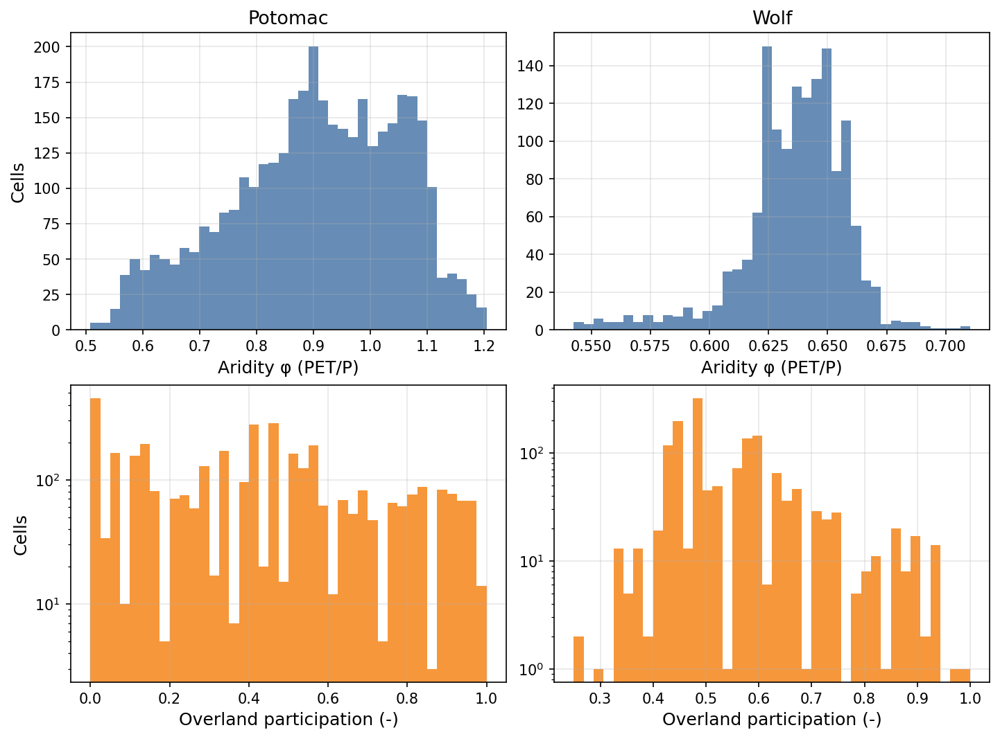 Potomac
Wolf
Cells
200
175
150
125
100
75
50
25
0
0.5 0.6 0.7 0.8 0.9 1.0 1.1 1.2
Aridity φ (PET/P)
140
120
100
80
60
40
20
0
0.550 0.575 0.600 0.625 0.650 0.675 0.700
Aridity φ (PET/P)
Cells
10²
10¹
0.0 0.2 0.4 0.6 0.8 1.0
Overland participation (-)
10²
10¹
10⁰
0.3 0.4 0.5 0.6 0.7 0.8 0.9 1.0
Overland participation (-)